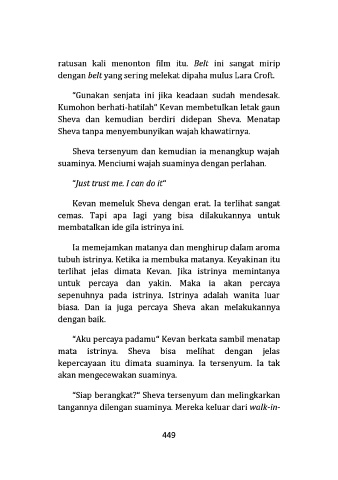 ratusan kali menonton film itu. Belt ini sangat mirip
dengan belt yang sering melekat dipaha mulus Lara Croft.
"Gunakan senjata ini jika keadaan sudah mendesak.
Kumohon berhati-hatilah" Kevan membetulkan letak gaun
Sheva dan kemudian berdiri didepan Sheva. Menatap
Sheva tanpa menyembunyikan wajah khawatirnya.
Sheva tersenyum dan kemudian ia menangkup wajah
suaminya. Menciumi wajah suaminya dengan perlahan.
"Just trust me. I can do it"
Kevan memeluk Sheva dengan erat. Ia terlihat sangat
cemas. Tapi apa lagi yang bisa dilakukannya untuk
membatalkan ide gila istrinya ini.
Ia memejamkan matanya dan menghirup dalam aroma
tubuh istrinya. Ketika ia membuka matanya. Keyakinan itu
terlihat jelas dimata Kevan. Jika istrinya memintanya
untuk percaya dan yakin. Maka ia akan percaya
sepenuhnya pada istrinya. Istrinya adalah wanita luar
biasa. Dan ia juga percaya Sheva akan melakukannya
dengan baik.
"Aku percaya padamu" Kevan berkata sambil menatap
mata istrinya. Sheva bisa melihat dengan jelas
kepercayaan itu dimata suaminya. Ia tersenyum. Ia tak
akan mengecewakan suaminya.
"Siap berangkat?" Sheva tersenyum dan melingkarkan
tangannya dilengan suaminya. Mereka keluar dari walk-in-
449